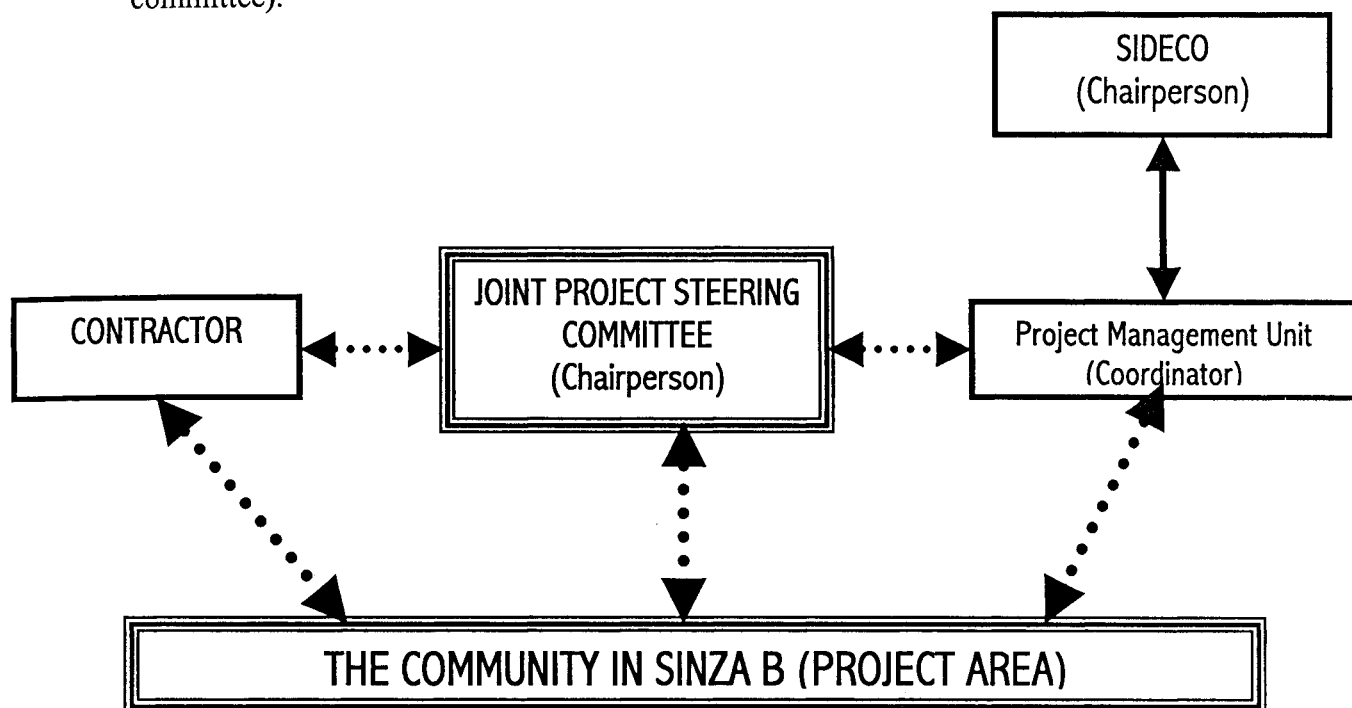 committee).
SIDECO
(Chairperson)
JOINT PROJECT STEERING
COMMITTEE
(Chairperson)
CONTRACTOR
Project Management Unit
(Coordinator)
THE COMMUNITY IN SINZA B (PROJECT AREA)